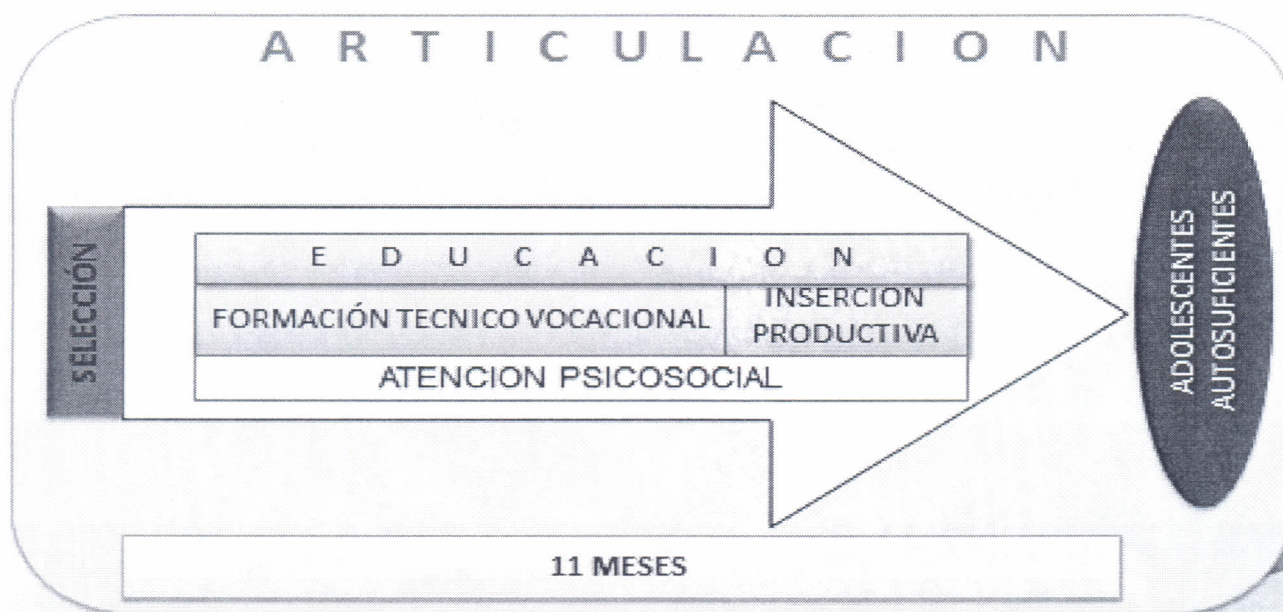 A R T I C U L A C I O N
SELECCIÓN
E D U C A C I O N
FORMACIÓN TECNICO VOCACIONAL
INSERCION
PRODUCTIVA
ATENCION PSICOSOCIAL
ADOLESCENTES
AUTOSUFICIENTES
11 MESES